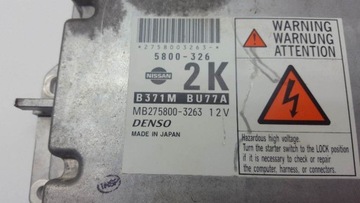 *2758003263-*
5800-326
NISSAN
2K
B371M BU77A
MB275800-3263 12V
DENSO
MADE IN JAPAN
WARNING
WARNUNG
ATTENTION
Hazardous high voltage.
Turn the starter switch to the LOCK position
if it is necessary to check or repair
the computer, harness, or connectors.